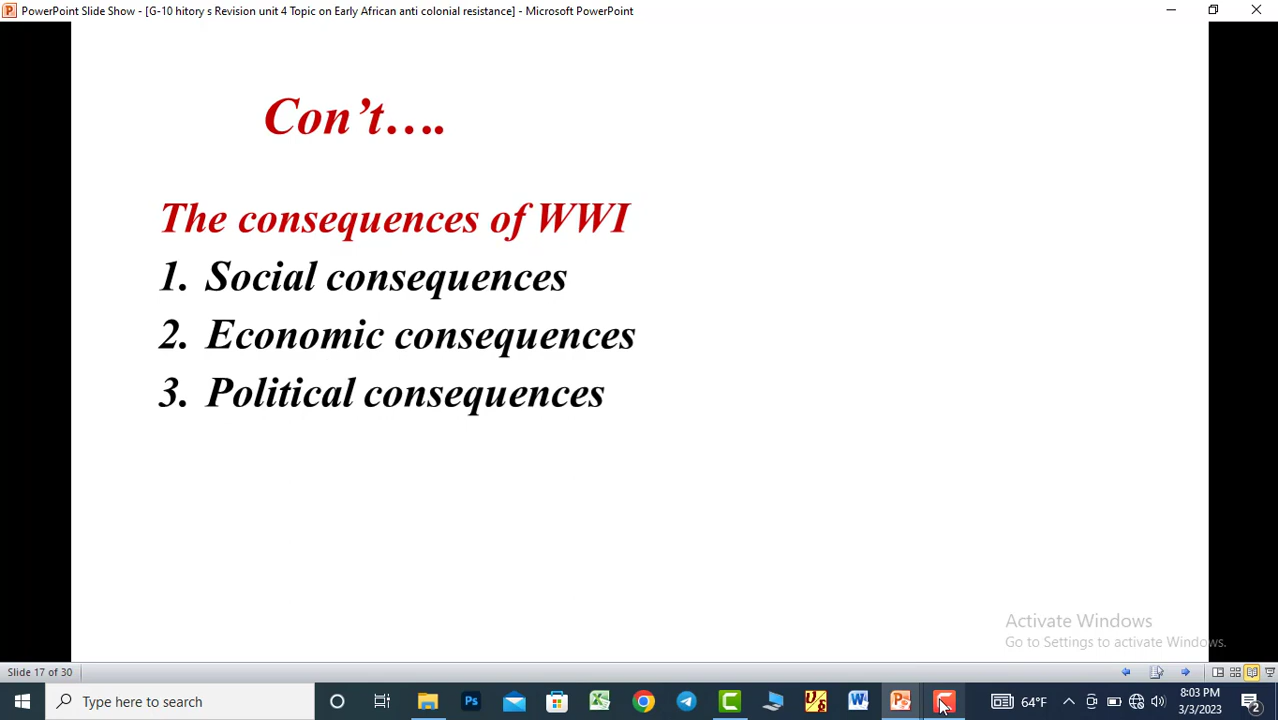 PowerPoint Slide Show - [G-10 hitory s Revision unit 4 Topic on Early African anti colonial resistance] - Microsoft PowerPoint
Con’t….
The consequences of WWI
1. Social consequences
2. Economic consequences
3. Political consequences
Activate Windows
Go to Settings to activate Windows.
Slide 17 of 30
Type here to search
64°F
8:03 PM
3/3/2023
2